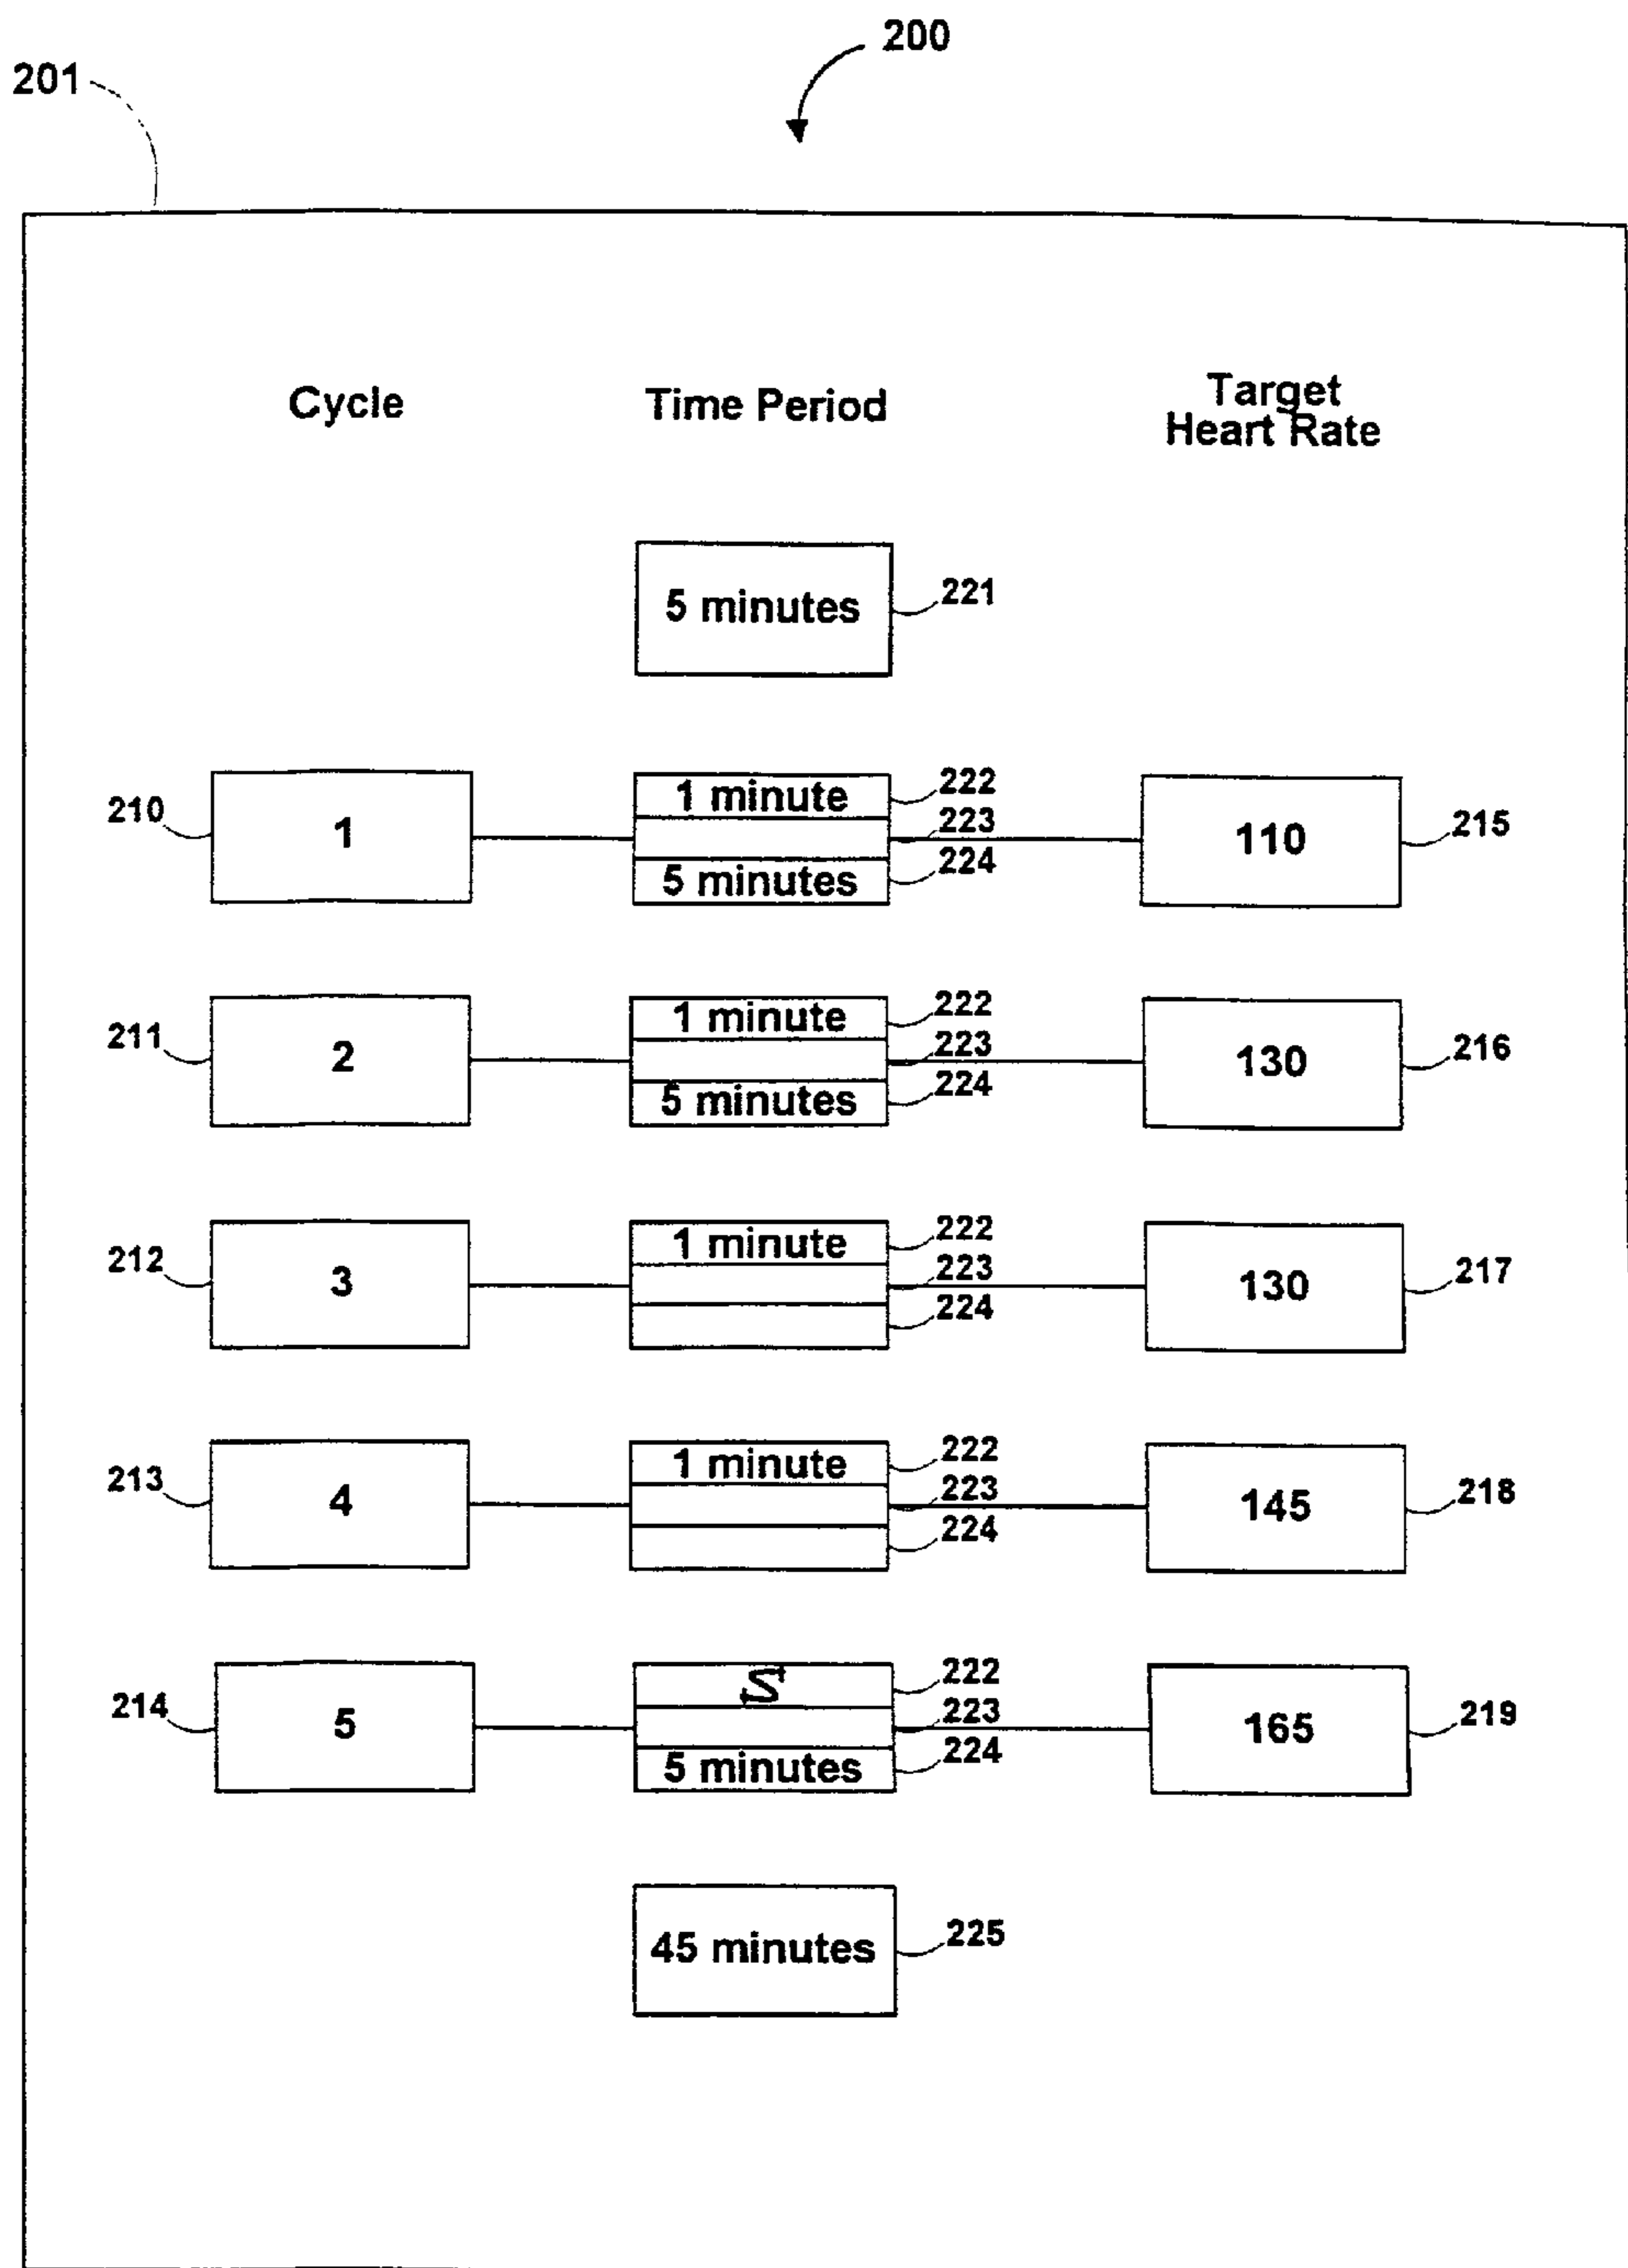 200
201
Cycle Time Period Target
Heart Rate
5 minutes 221
1 minute 222
210 1 223 110 215
5 minutes 224
1 minute 222
211 2 223 130 216
5 minutes 224
1 minute 222
212 3 223 130 217
224
1 minute 222
213 4 223 145 218
224
S 222
214 5 223 165 219
5 minutes 224
45 minutes 225